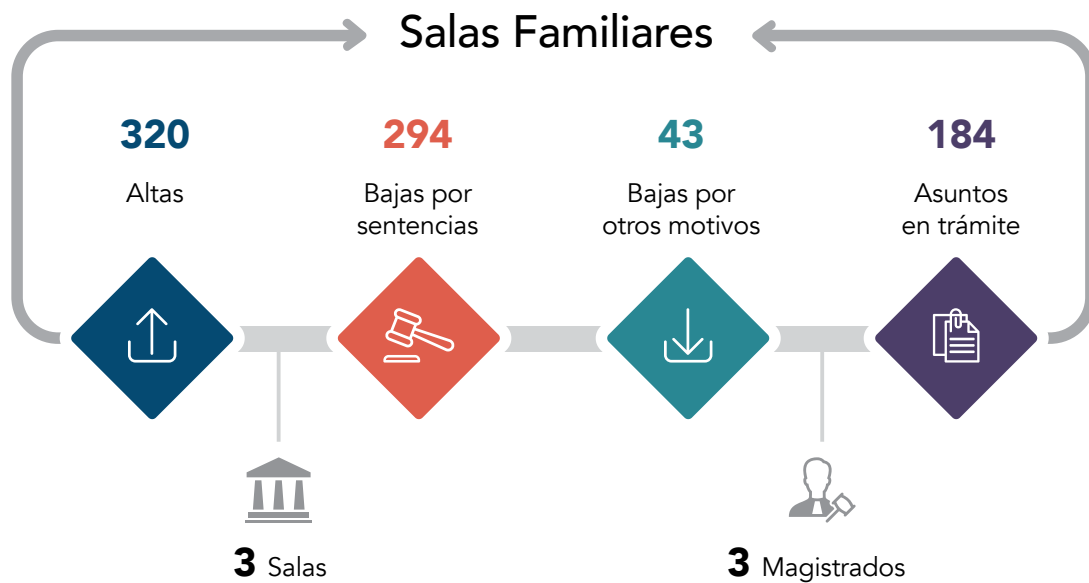 Salas Familiares
320
Altas
294
Bajas por
sentencias
43
Bajas por
otros motivos
184
Asuntos
en trámite
3 Salas
3 Magistrados